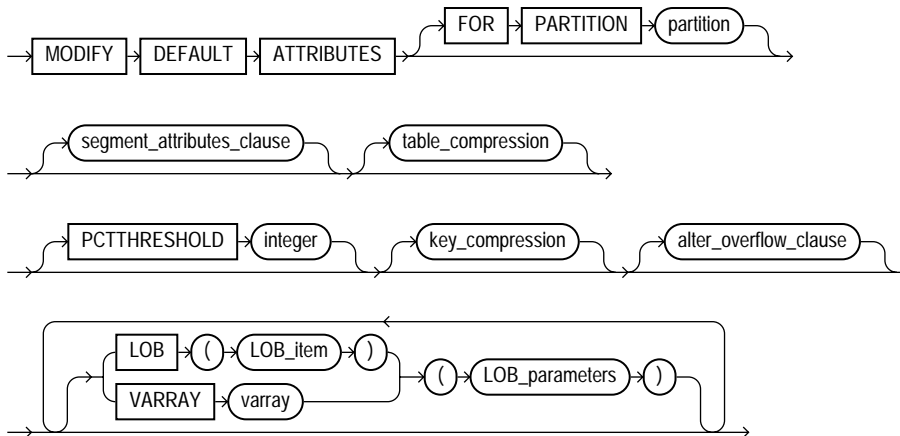 FOR PARTITION partition
MODIFY DEFAULT ATTRIBUTES
segment_attributes_clause table_compression
PCTTHRESHOLD integer key_compression alter_overflow_clause
LOB ( LOB_item )
( LOB_parameters )
VARRAY varray